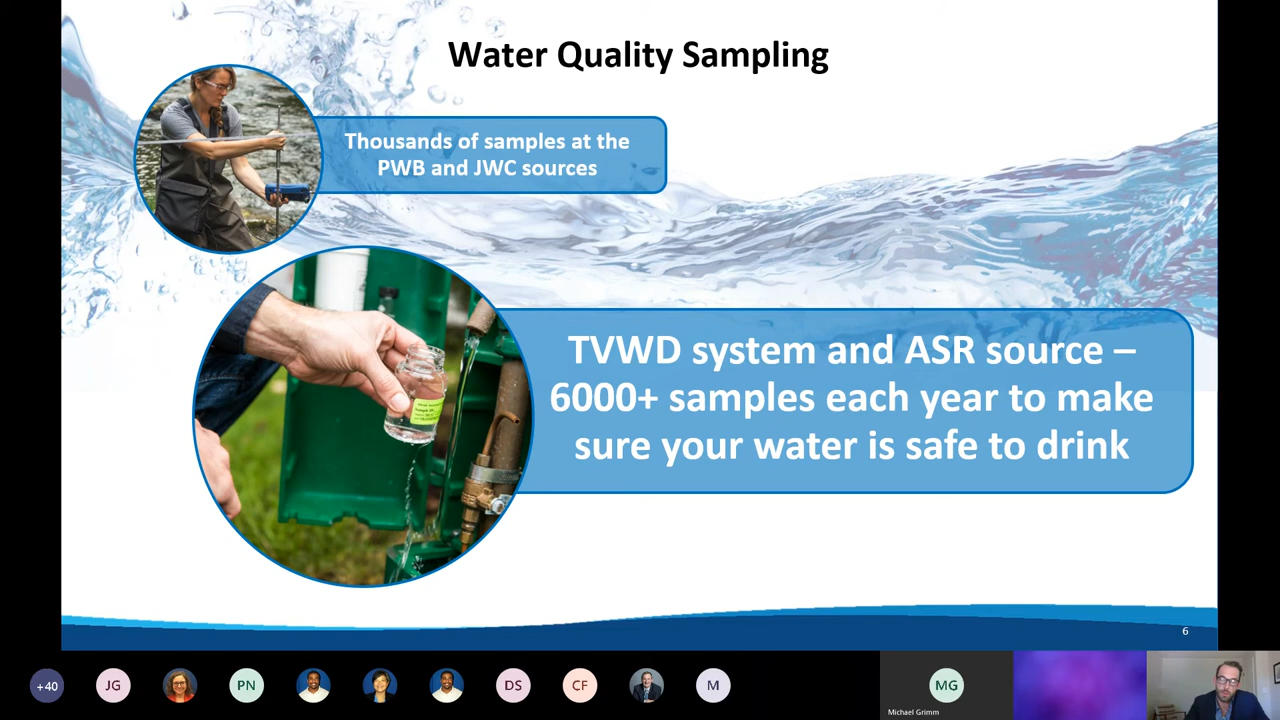 Water Quality Sampling
Thousands of samples at the
PWB and JWC sources
TVWD system and ASR source –
6000+ samples each year to make
sure your water is safe to drink
6
+40
JG
PN
DS
CF
M
MG
Michael Grimm